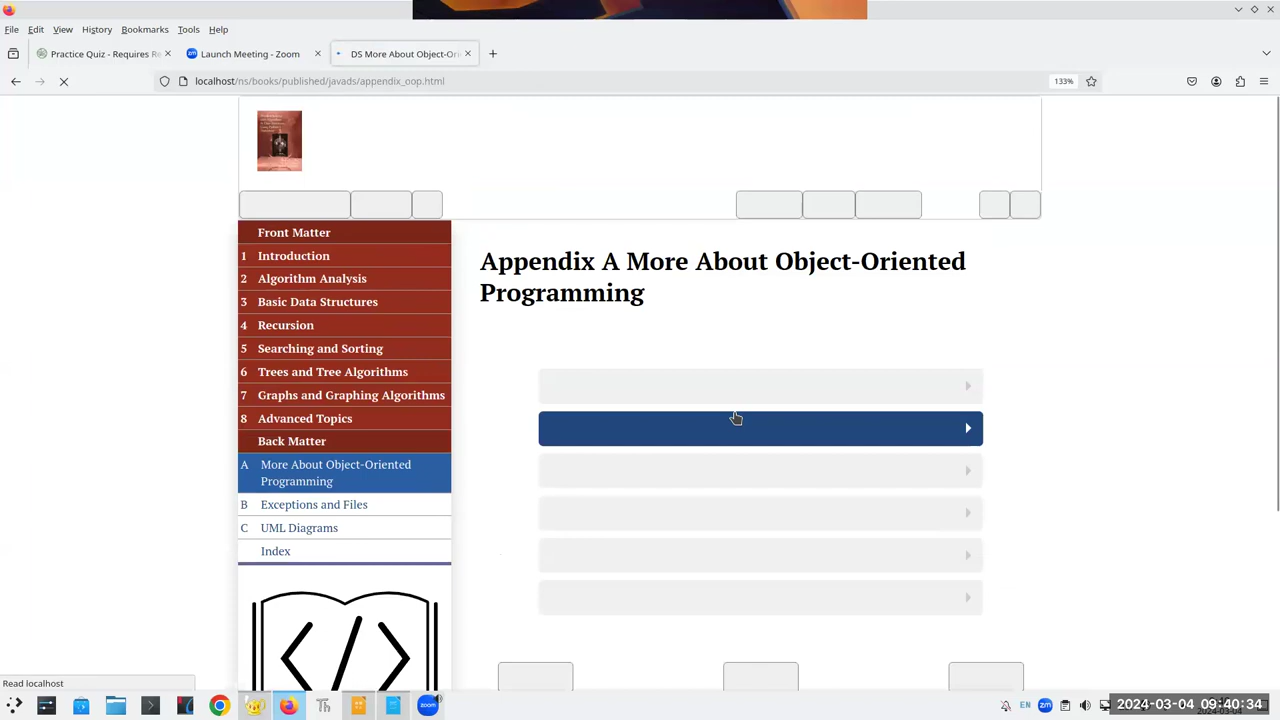 File Edit View History Bookmarks Tools Help
Practice Quiz - Requires Re
Launch Meeting - Zoom
DS More About Object-Ori
localhost/ns/books/published/javads/appendix_oop.html
133%
Front Matter
1 Introduction
2 Algorithm Analysis
3 Basic Data Structures
4 Recursion
5 Searching and Sorting
6 Trees and Tree Algorithms
7 Graphs and Graphing Algorithms
8 Advanced Topics
Back Matter
A More About Object-Oriented
Programming
B Exceptions and Files
C UML Diagrams
Index
Appendix A More About Object-Oriented
Programming
Read localhost
Th
zoom
EN
zm
2024-03-04 09:40:34